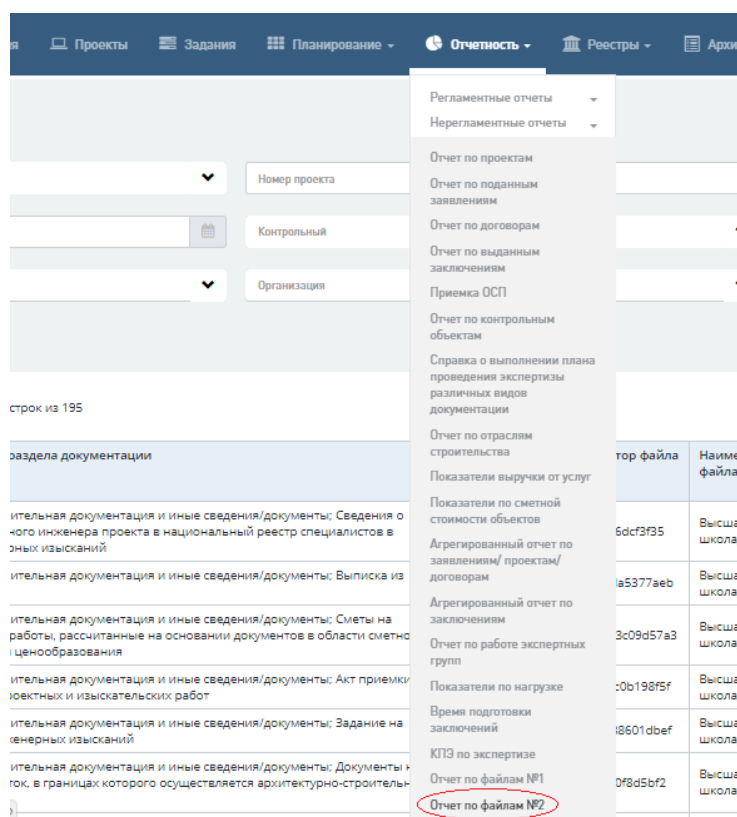 Проекты
Задания
Планирование
Отчетность
Реестры
Регламентные отчеты
Нерегламентные отчеты
Отчет по проектам
Отчет по поданным
заявлениям
Отчет по договорам
Отчет по выданным
заключениям
Приемка ОСП
Отчет по контрольным
объектам
Справка о выполнении плана
проведения экспертизы
различных видов
документации
Отчет по отраслям
строительства
Показатели выручки от услуг
Показатели по сметной
стоимости объектов
Агрегированный отчет по
заявлениям/ проектам/
договорам
Агрегированный отчет по
заключениям
Отчет по работе экспертных
групп
Показатели по нагрузке
Время подготовки
заключений
КПЭ по экспертизе
Отчет по файлам №1
Отчет по файлам №2
Номер проекта
Контрольный
Организация
строк из 195
раздела документации
тор файла
Наиме
файла
ительная документация и иные сведения/документы; Сведения о
ного инженера проекта в национальный реестр специалистов в
рных изысканий
6dcf3f35
Высша
школа
ительная документация и иные сведения/документы; Выписка из
la5377aeb
Высша
школа
ительная документация и иные сведения/документы; Сметы на
работы, рассчитанные на основании документов в области сметно
ценообразования
3c09d57a3
Высша
школа
ительная документация и иные сведения/документы; Акт приемки
роектных и изыскательских работ
c0b198f5f
Высша
школа
ительная документация и иные сведения/документы; Задание на
женерных изысканий
38601dbef
Высша
школа
ительная документация и иные сведения/документы; Документы н
ток, в границах которого осуществляется архитектурно-строительн
0f8d5bf2
Высша
школа